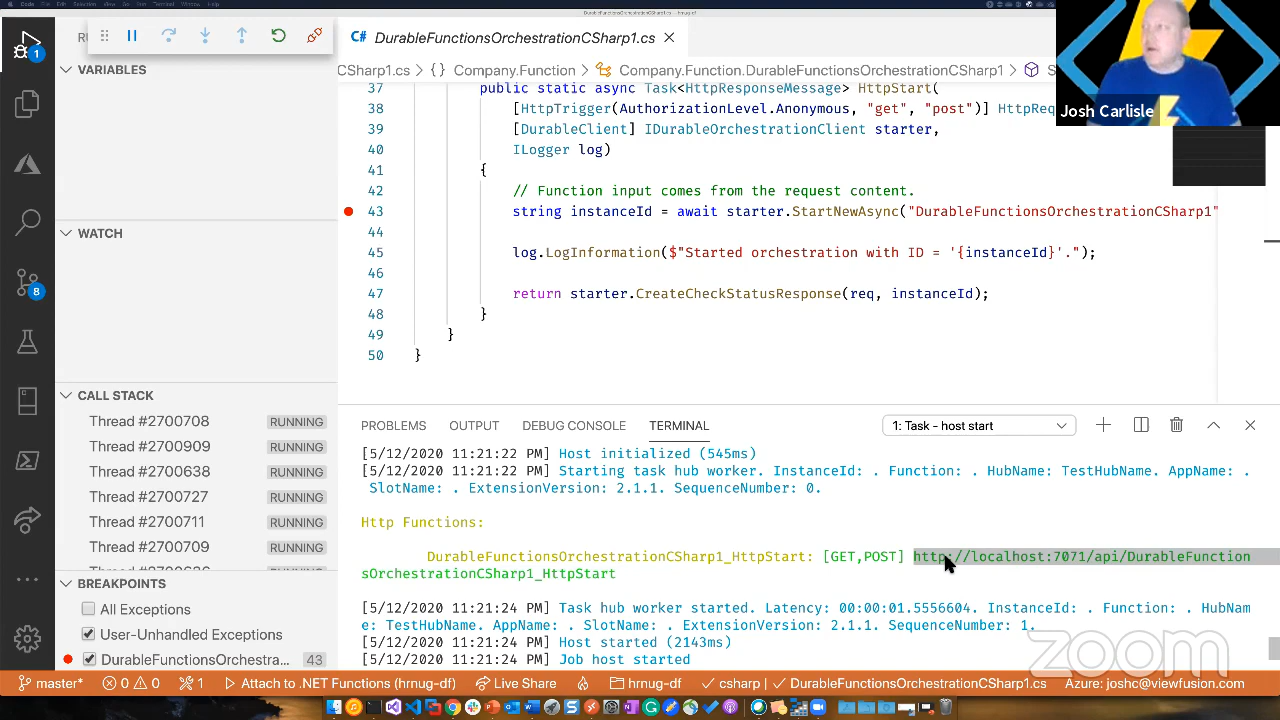 Code
DurableFunctionsOrchestrationCSharp1.cs — hrnug-df
RU
C# DurableFunctionsOrchestrationCSharp1.cs
1
VARIABLES
CSharp1.cs {} Company.Function Company.Function.DurableFunctionsOrchestrationCSharp1 S
37 public static async Task<HttpResponseMessage> HttpStart(
38 [HttpTrigger(AuthorizationLevel.Anonymous, "get", "post")] HttpReq
39 [DurableClient] IDurableOrchestrationClient starter,
40 ILogger log)
41 {
42 // Function input comes from the request content.
43 string instanceId = await starter.StartNewAsync("DurableFunctionsOrchestrationCSharp1"
44
45 log.LogInformation($"Started orchestration with ID = '{instanceId}'.");
46
47 return starter.CreateCheckStatusResponse(req, instanceId);
48 }
49 }
50 }
Josh Carlisle
WATCH
8
CALL STACK
Thread #2700708 RUNNING
Thread #2700909 RUNNING
Thread #2700638 RUNNING
Thread #2700727 RUNNING
Thread #2700711 RUNNING
Thread #2700709 RUNNING
BREAKPOINTS
All Exceptions
User-Unhandled Exceptions
DurableFunctionsOrchestra... 43
PROBLEMS OUTPUT DEBUG CONSOLE TERMINAL 1: Task - host start
[5/12/2020 11:21:22 PM] Host initialized (545ms)
[5/12/2020 11:21:22 PM] Starting task hub worker. InstanceId: . Function: . HubName: TestHubName. AppName: .
SlotName: . ExtensionVersion: 2.1.1. SequenceNumber: 0.
Http Functions:
DurableFunctionsOrchestrationCSharp1_HttpStart: [GET,POST] http://localhost:7071/api/DurableFunction
sOrchestrationCSharp1_HttpStart
[5/12/2020 11:21:24 PM] Task hub worker started. Latency: 00:00:01.5556604. InstanceId: . Function: . HubNam
e: TestHubName. AppName: . SlotName: . ExtensionVersion: 2.1.1. SequenceNumber: 1.
[5/12/2020 11:21:24 PM] Host started (2143ms)
[5/12/2020 11:21:24 PM] Job host started
zoom
master* 0 0 1 Attach to .NET Functions (hrnug-df) Live Share hrnug-df csharp | DurableFunctionsOrchestrationCSharp1.cs Azure: joshc@viewfusion.com